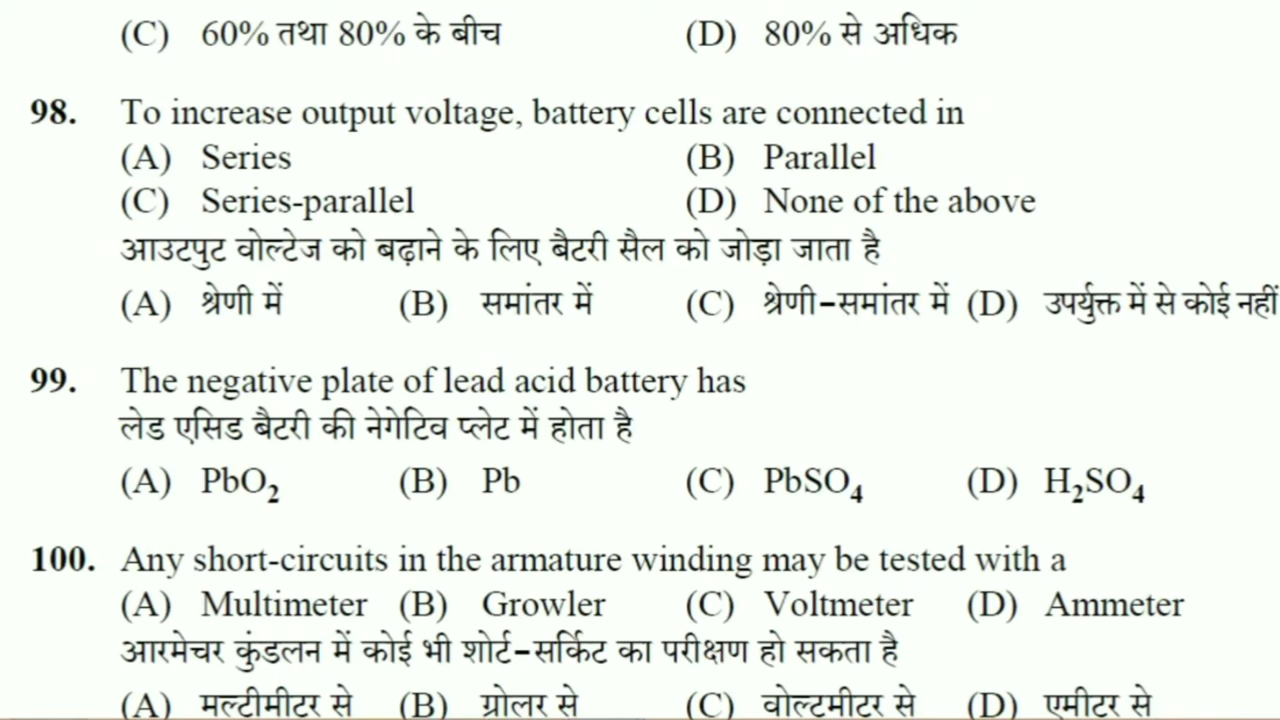 (C) 60% तथा 80% के बीच (D) 80% से अधिक
98. To increase output voltage, battery cells are connected in
(A) Series (B) Parallel
(C) Series-parallel (D) None of the above
आउटपुट वोल्टेज को बढ़ाने के लिए बैटरी सैल को जोड़ा जाता है
(A) श्रेणी में (B) समांतर में (C) श्रेणी-समांतर में (D) उपर्युक्त में से कोई नहीं
99. The negative plate of lead acid battery has
लेड एसिड बैटरी की नेगेटिव प्लेट में होता है
(A) PbO₂ (B) Pb (C) PbSO₄ (D) H₂SO₄
100. Any short-circuits in the armature winding may be tested with a
(A) Multimeter (B) Growler (C) Voltmeter (D) Ammeter
आरमेचर कुंडलन में कोई भी शोर्ट-सर्किट का परीक्षण हो सकता है
(A) मल्टीमीटर से (B) ग्रोलर से (C) वोल्टमीटर से (D) एमीटर से